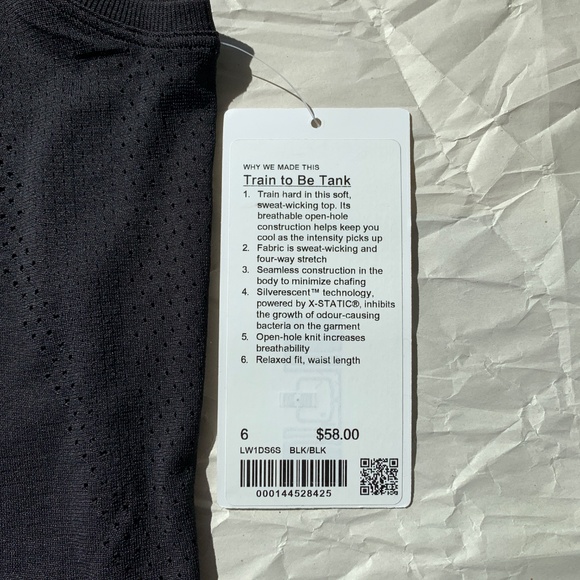 WHY WE MADE THIS
Train to Be Tank
1. Train hard in this soft,
sweat-wicking top. Its
breathable open-hole
construction helps keep you
cool as the intensity picks up
2. Fabric is sweat-wicking and
four-way stretch
3. Seamless construction in the
body to minimize chafing
4. Silverescent™ technology,
powered by X-STATIC®, inhibits
the growth of odour-causing
bacteria on the garment
5. Open-hole knit increases
breathability
6. Relaxed fit, waist length
6 $58.00
LW1DS6S BLK/BLK
000144528425